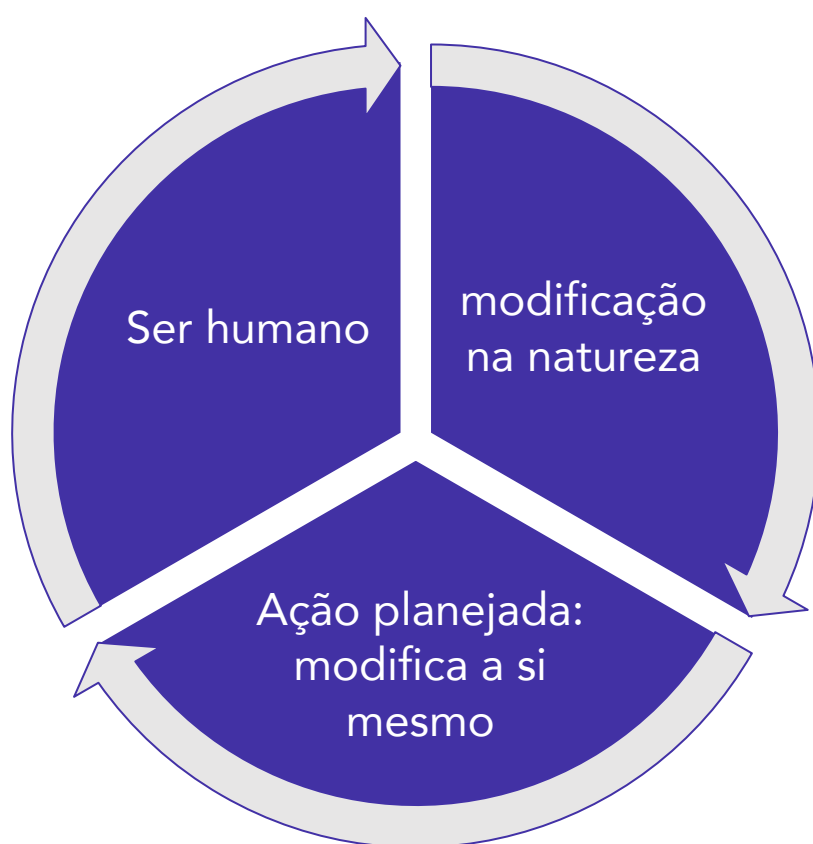 Ser humano
modificação
na natureza
Ação planejada:
modifica a si
mesmo